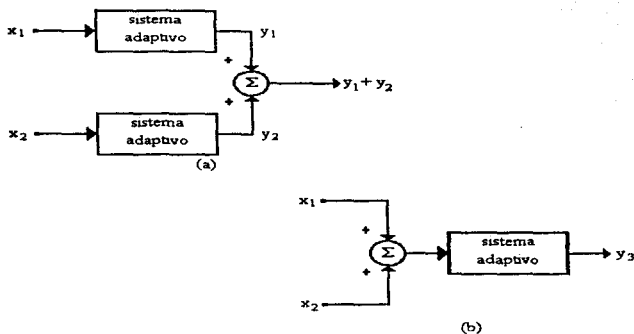 x1
sistema
adaptivo
y1
+
Σ
y1 + y2
+
x2
sistema
adaptivo
y2
(a)
x1
+
Σ
+
sistema
adaptivo
y3
x2
(b)